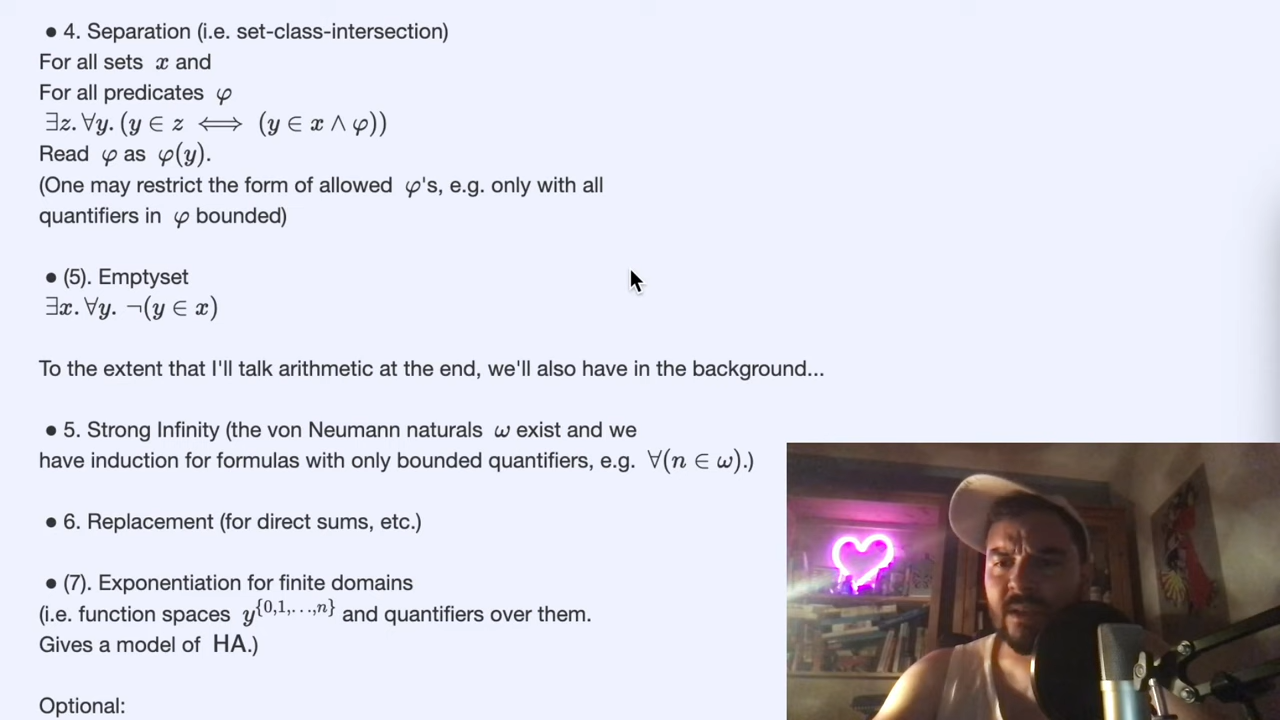 ● 4. Separation (i.e. set-class-intersection)
For all sets x and
For all predicates φ
∃z. ∀y. (y ∈ z ⟺ (y ∈ x ∧ φ))
Read φ as φ(y).
(One may restrict the form of allowed φ's, e.g. only with all
quantifiers in φ bounded)
● (5). Emptyset
∃x. ∀y. ¬(y ∈ x)
To the extent that I'll talk arithmetic at the end, we'll also have in the background...
● 5. Strong Infinity (the von Neumann naturals ω exist and we
have induction for formulas with only bounded quantifiers, e.g. ∀(n ∈ ω).)
● 6. Replacement (for direct sums, etc.)
● (7). Exponentiation for finite domains
(i.e. function spaces y^{0,1,...,n} and quantifiers over them.
Gives a model of HA.)
Optional: